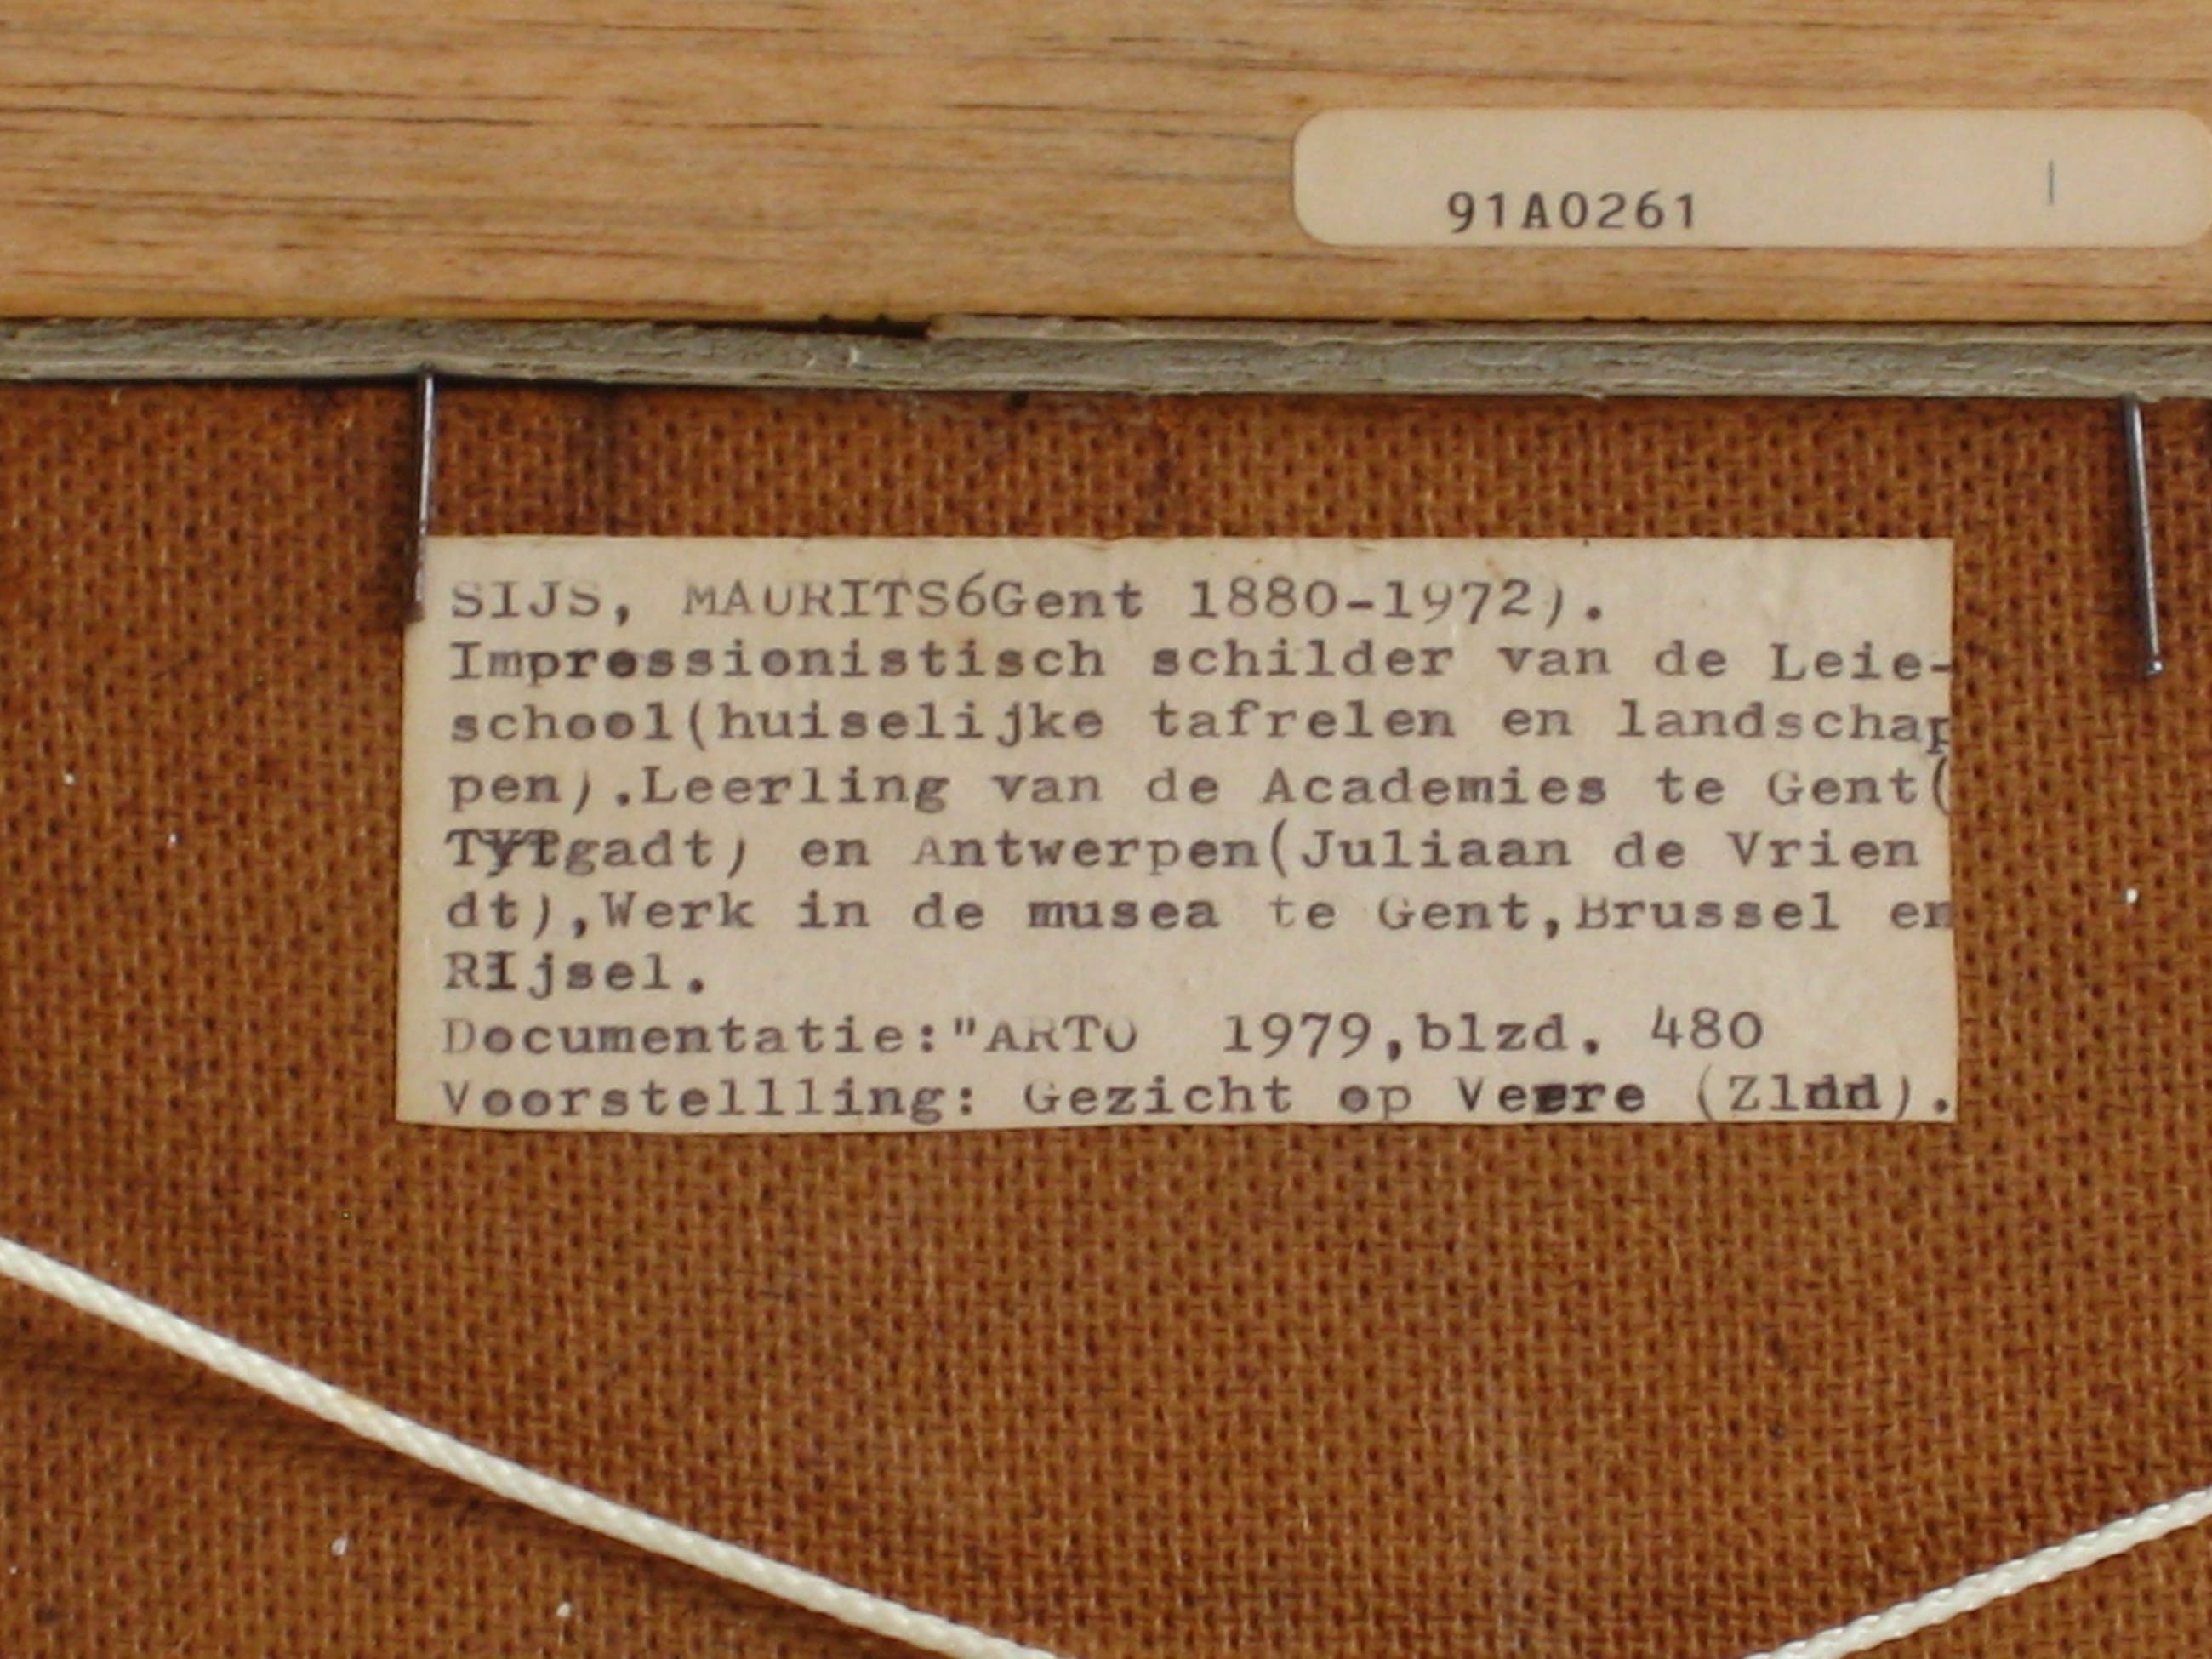 91A0261
SIJS, MAURITS6Gent 1880-1972).
Impressionistisch schilder van de Leie-
school(huiselijke tafrelen en landschap
pen).Leerling van de Academies te Gent(
TYTgadt) en Antwerpen(Juliaan de Vrien
dt),Werk in de musea te Gent,Brussel en
RIjsel.
Documentatie:"ARTO 1979,blzd. 480
Voorstellling: Gezicht op Veere (Zlnd).